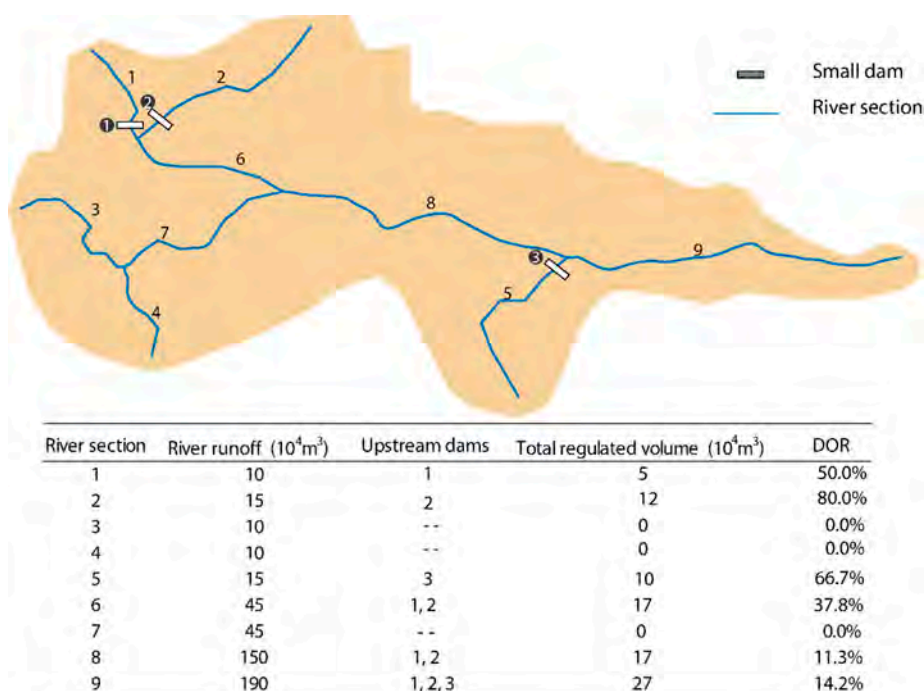 1
2
❷
❶
Small dam
River section
6
3
8
7
9
❸
5
4
River section River runoff (10⁴m³) Upstream dams Total regulated volume (10⁴m³) DOR
1 10 1 5 50.0%
2 15 2 12 80.0%
3 10 -- 0 0.0%
4 10 -- 0 0.0%
5 15 3 10 66.7%
6 45 1, 2 17 37.8%
7 45 -- 0 0.0%
8 150 1, 2 17 11.3%
9 190 1, 2, 3 27 14.2%